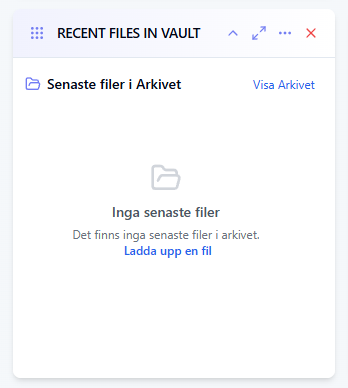 RECENT FILES IN VAULT
Senaste filer i Arkivet
Visa Arkivet
Inga senaste filer
Det finns inga senaste filer i arkivet.
Ladda upp en fil